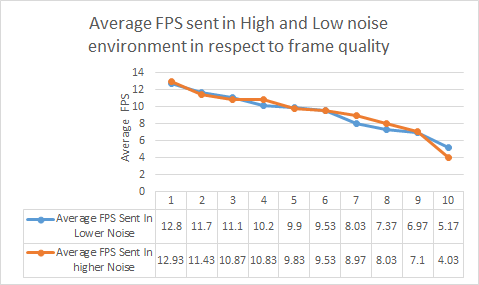 Average FPS sent in High and Low noise
environment in respect to frame quality
14
12
10
8
6
4
2
0
Average FPS
1 2 3 4 5 6 7 8 9 10
Average FPS Sent In
Lower Noise
12.8 11.7 11.1 10.2 9.9 9.53 8.03 7.37 6.97 5.17
Average FPS Sent In
higher Noise
12.93 11.43 10.87 10.83 9.83 9.53 8.97 8.03 7.1 4.03